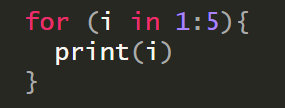 for (i in 1:5){
  print(i)
}